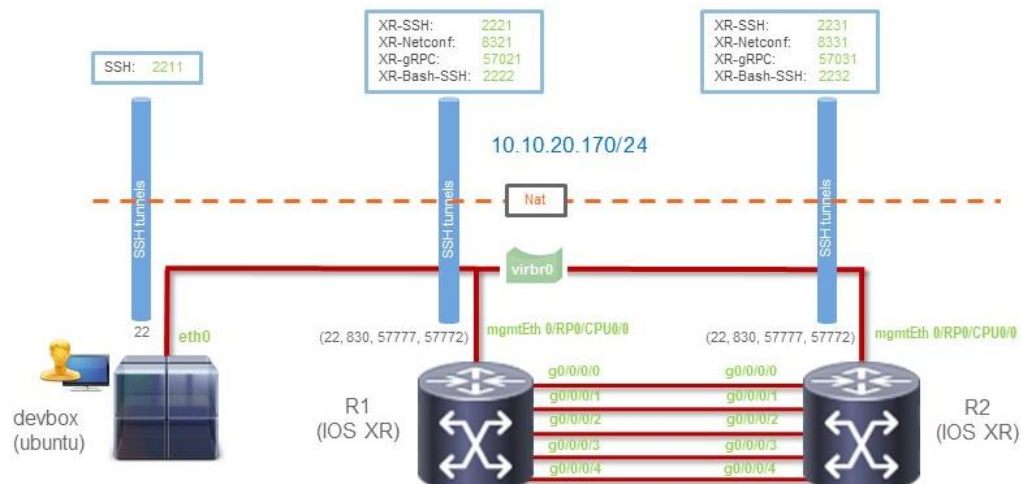 SSH: 2211
XR-SSH: 2221
XR-Netconf: 8321
XR-gRPC: 57021
XR-Bash-SSH: 2222
XR-SSH: 2231
XR-Netconf: 8331
XR-gRPC: 57031
XR-Bash-SSH: 2232
10.10.20.170/24
Nat
SSH tunnels
SSH tunnels
SSH tunnels
virbr0
22
eth0
(22, 830, 57777, 57772)
mgmtEth 0/RP0/CPU0/0
(22, 830, 57777, 57772)
mgmtEth 0/RP0/CPU0/0
devbox
(ubuntu)
R1
(IOS XR)
g0/0/0/0
g0/0/0/0
g0/0/0/1
g0/0/0/1
g0/0/0/2
g0/0/0/2
g0/0/0/3
g0/0/0/3
g0/0/0/4
g0/0/0/4
R2
(IOS XR)